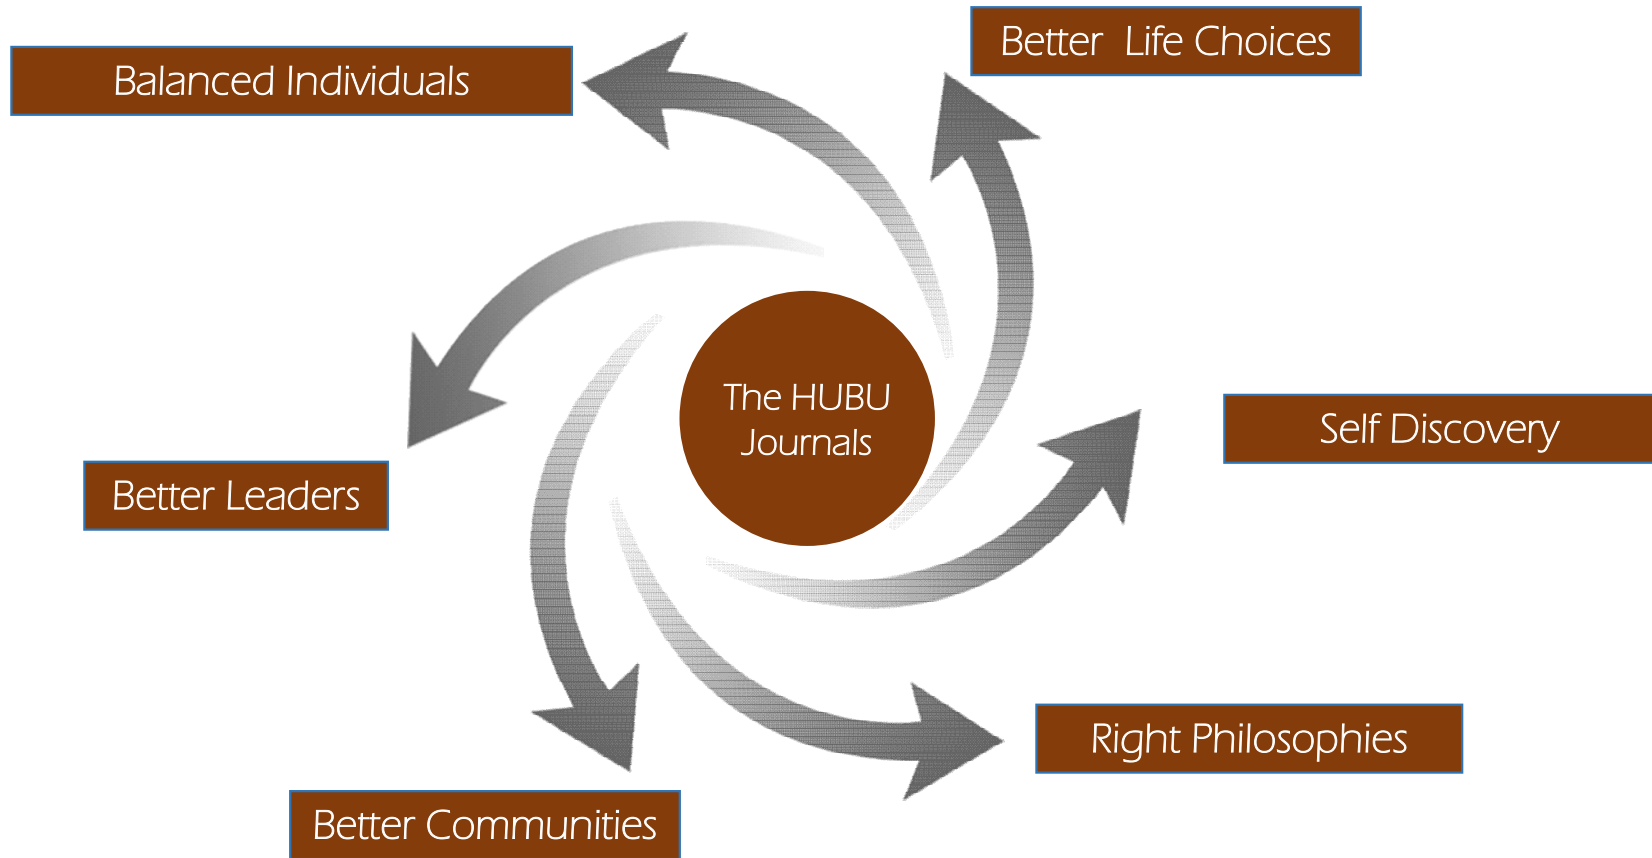 Better Life Choices
Balanced Individuals
The HUBU
Journals
Self Discovery
Better Leaders
Right Philosophies
Better Communities